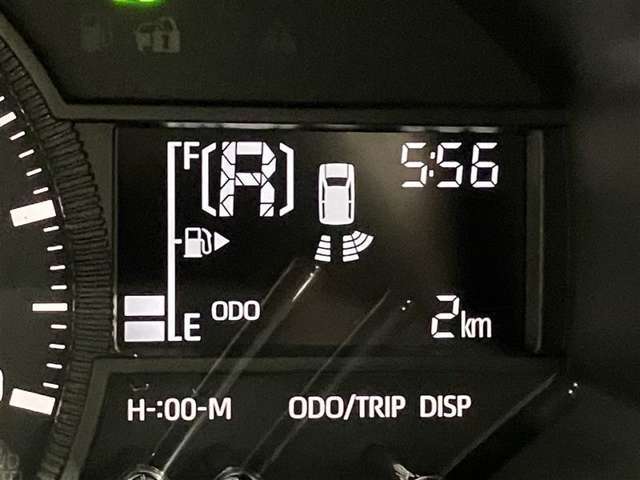 F [R] 5:56
E ODO 2km
H-:00-M ODO/TRIP DISP